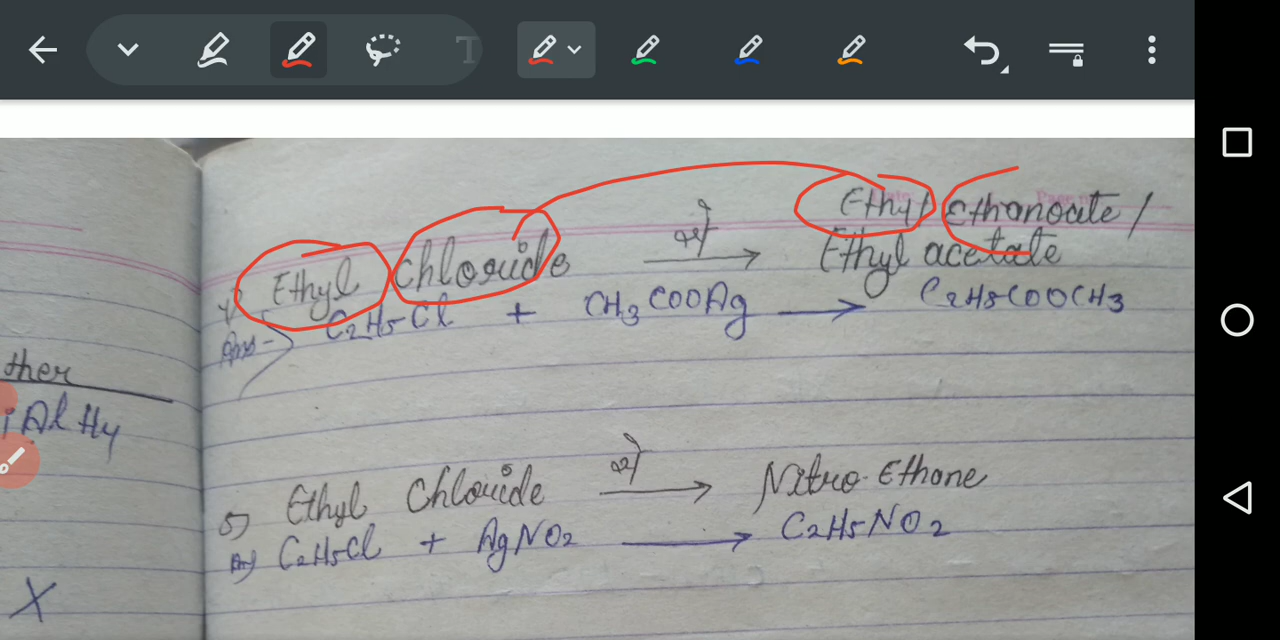 Ethyl Ethanoate /
Ethyl Chloride → Ethyl acetate
Ans- C2H5Cl + CH3COOAg → C2H5COOCH3
ther
iAlH4
5) Ethyl Chloride → Nitro-Ethane
C2H5Cl + AgNO2 → C2H5NO2
X